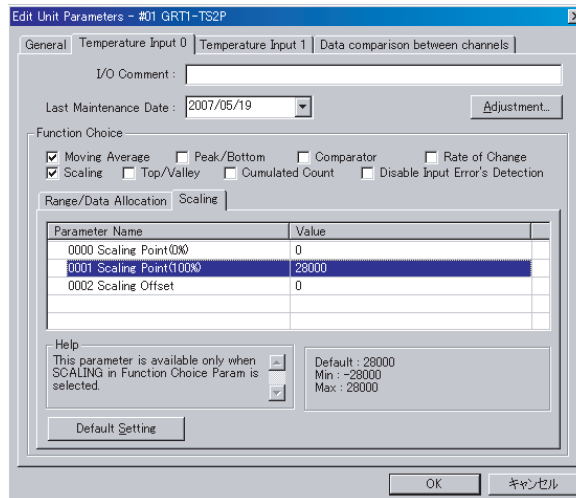 Edit Unit Parameters - #01 GRT1-TS2P
General Temperature Input 0 Temperature Input 1 Data comparison between channels
I/O Comment :
Last Maintenance Date : 2007/05/19 Adjustment...
Function Choice
Moving Average Peak/Bottom Comparator Rate of Change
Scaling Top/Valley Cumulated Count Disable Input Error's Detection
Range/Data Allocation Scaling
Parameter Name Value
0000 Scaling Point(0%) 0
0001 Scaling Point(100%) 28000
0002 Scaling Offset 0
Help
This parameter is available only when
SCALING in Function Choice Param is
selected.
Default : 28000
Min : -28000
Max : 28000
Default Setting
OK キャンセル